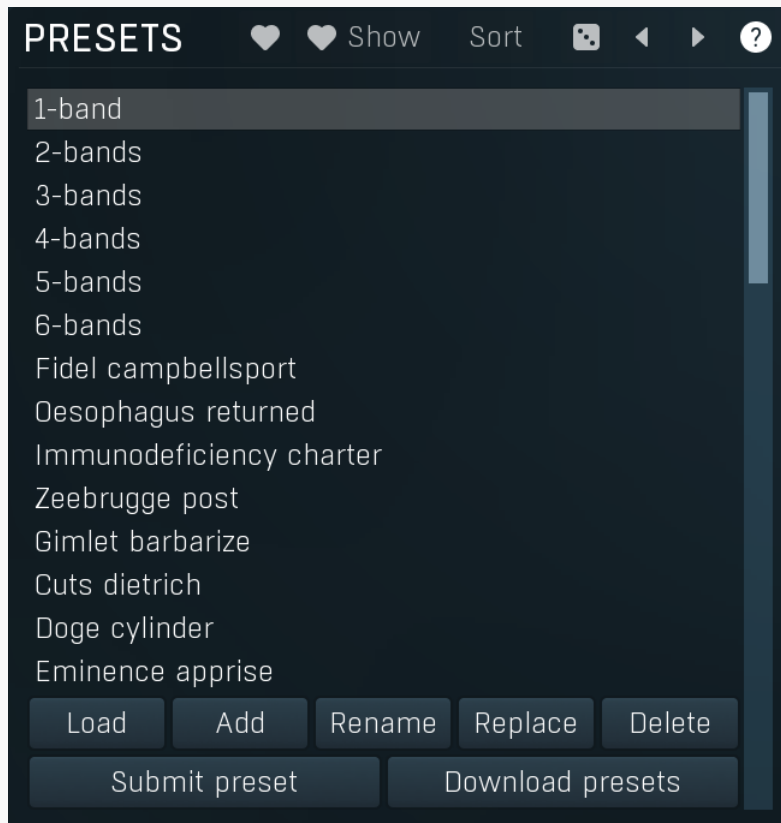 PRESETS Show Sort ?
1-band
2-bands
3-bands
4-bands
5-bands
6-bands
Fidel campbellsport
Oesophagus returned
Immunodeficiency charter
Zeebrugge post
Gimlet barbarize
Cuts dietrich
Doge cylinder
Eminence apprise
Load Add Rename Replace Delete
Submit preset Download presets